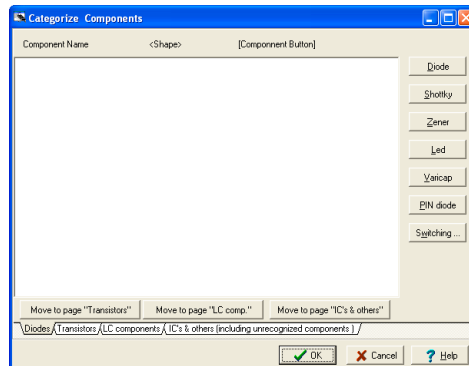 Categorize Components
Component Name <Shape> [Componnent Button]
Diode
Shottky
Zener
Led
Varicap
PIN diode
Switching ...
Move to page "Transistors" Move to page "LC comp." Move to page "IC's & others"
Diodes Transistors LC components IC's & others (including unrecognized components )
OK Cancel Help